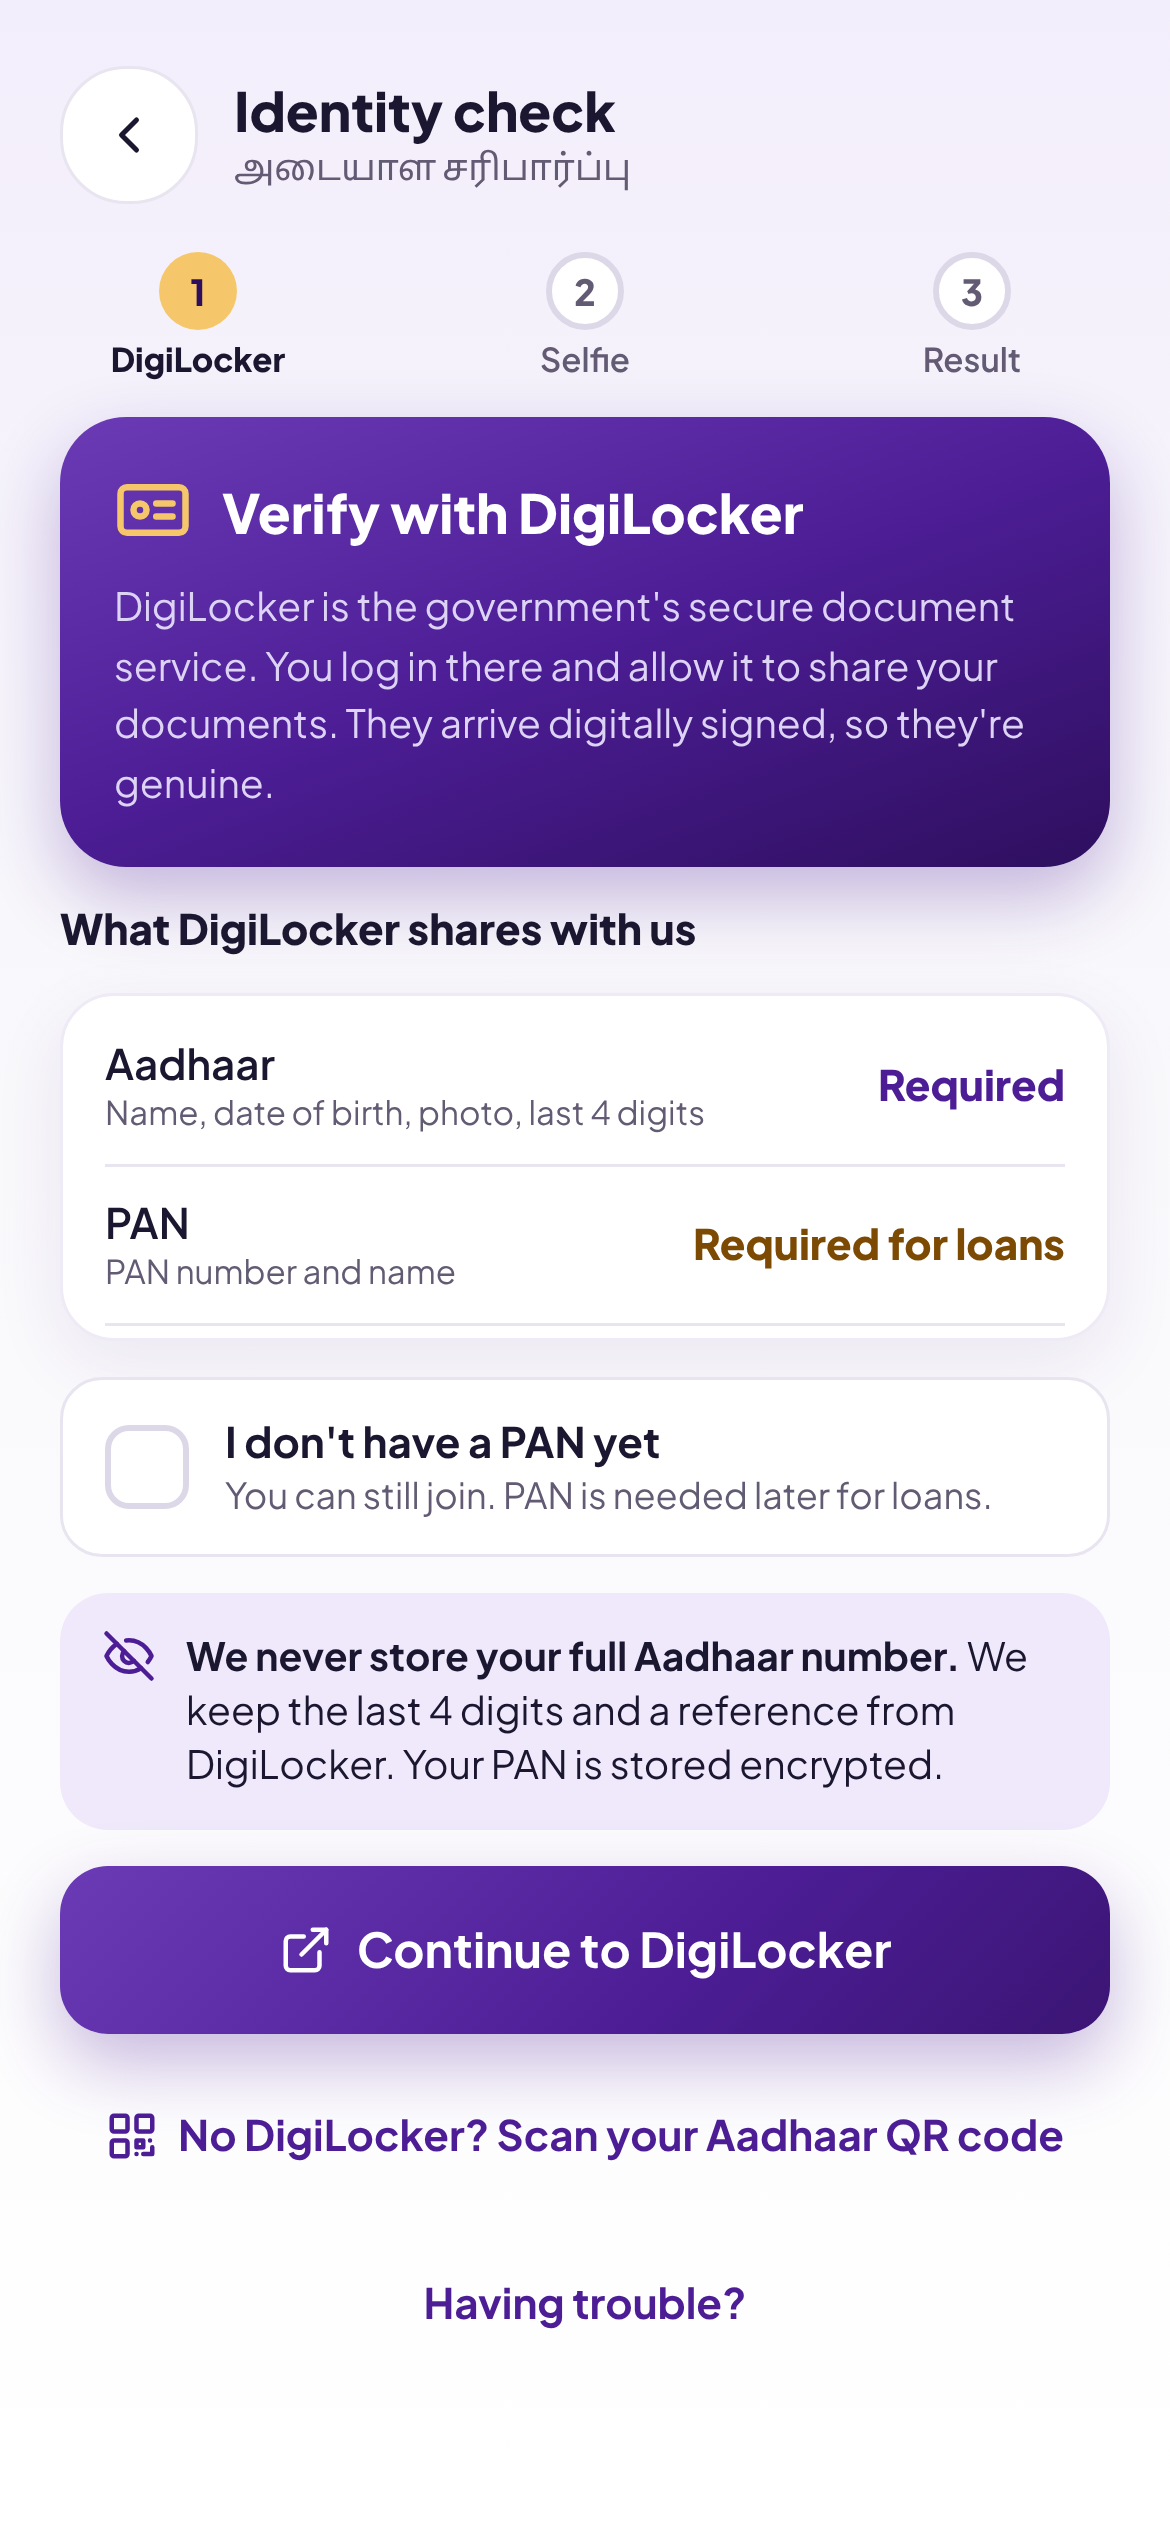 Identity check
அடையாள சரிபார்ப்பு
1
2
3
DigiLocker
Selfie
Result
Verify with DigiLocker
DigiLocker is the government's secure document
service. You log in there and allow it to share your
documents. They arrive digitally signed, so they're
genuine.
What DigiLocker shares with us
Aadhaar
Name, date of birth, photo, last 4 digits
Required
PAN
PAN number and name
Required for loans
I don't have a PAN yet
You can still join. PAN is needed later for loans.
We never store your full Aadhaar number. We
keep the last 4 digits and a reference from
DigiLocker. Your PAN is stored encrypted.
Continue to DigiLocker
No DigiLocker? Scan your Aadhaar QR code
Having trouble?